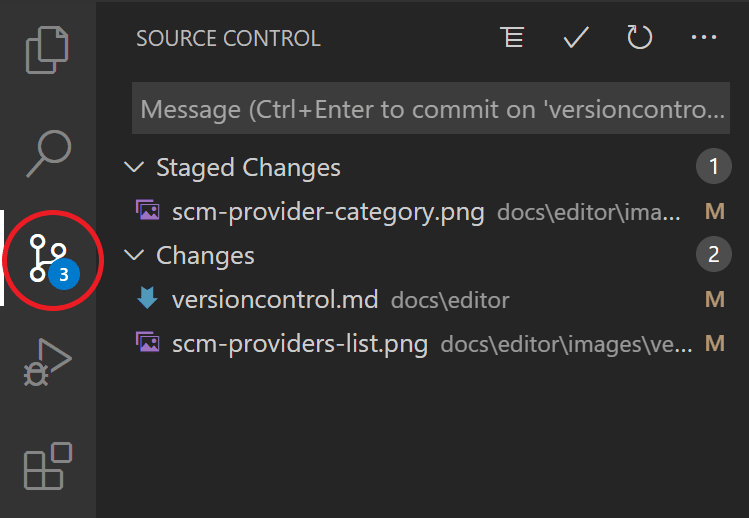 SOURCE CONTROL
Message (Ctrl+Enter to commit on 'versioncontro...
Staged Changes 1
scm-provider-category.png docs\editor\ima... M
3
Changes 2
versioncontrol.md docs\editor M
scm-providers-list.png docs\editor\images\ve... M